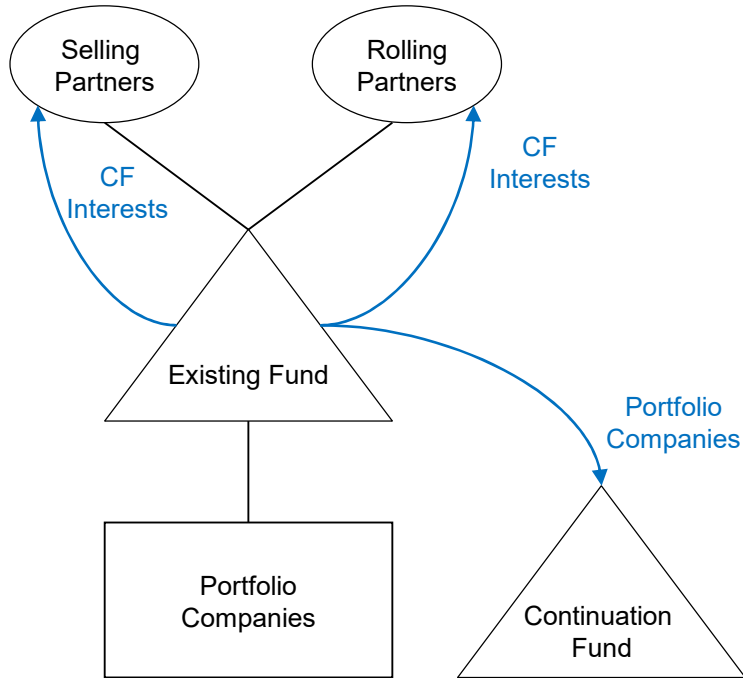 Selling
Partners
Rolling
Partners
CF
Interests
CF
Interests
Existing Fund
Portfolio
Companies
Portfolio
Companies
Continuation
Fund